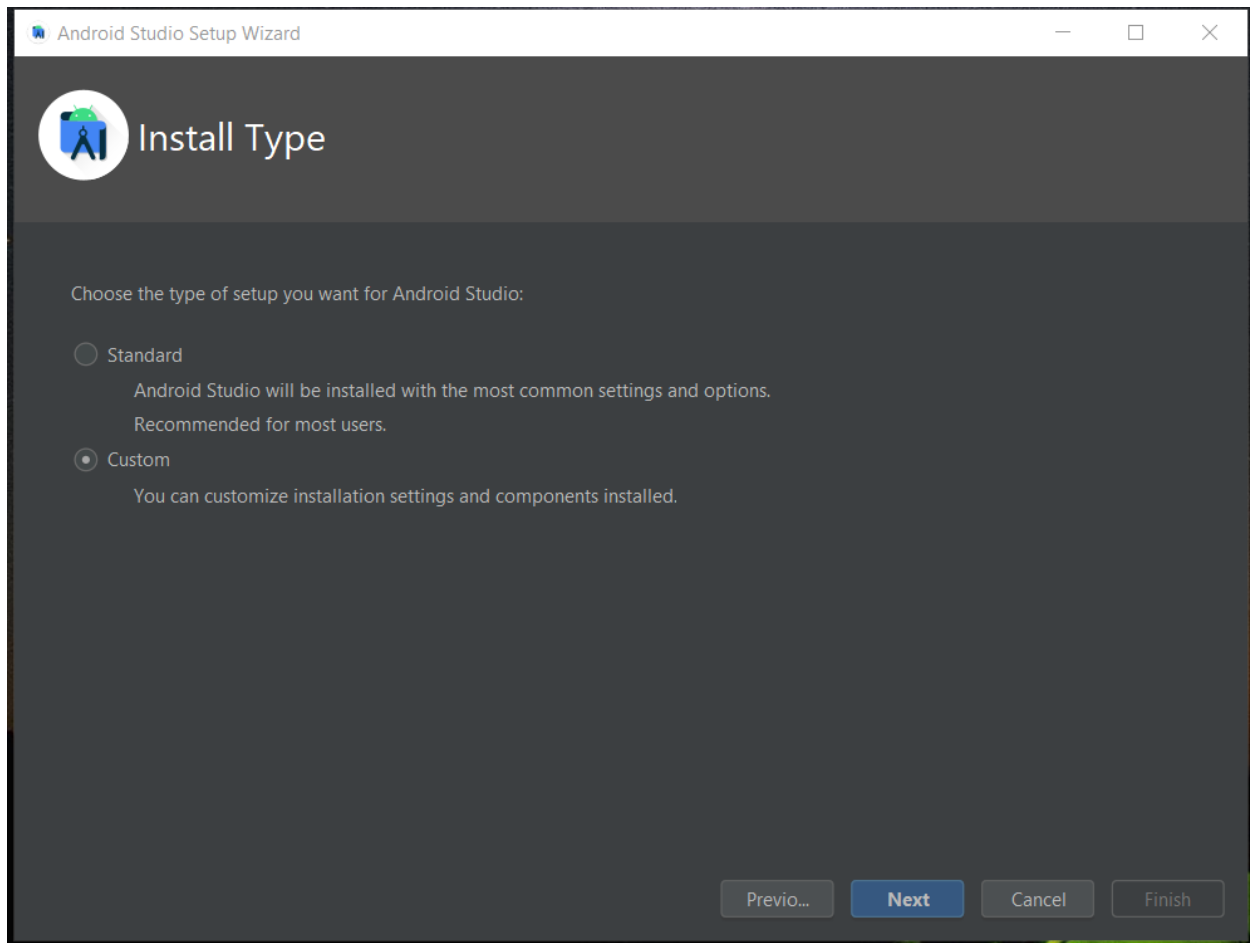 Android Studio Setup Wizard
Install Type
Choose the type of setup you want for Android Studio:
Standard
Android Studio will be installed with the most common settings and options.
Recommended for most users.
Custom
You can customize installation settings and components installed.
Previo... Next Cancel Finish